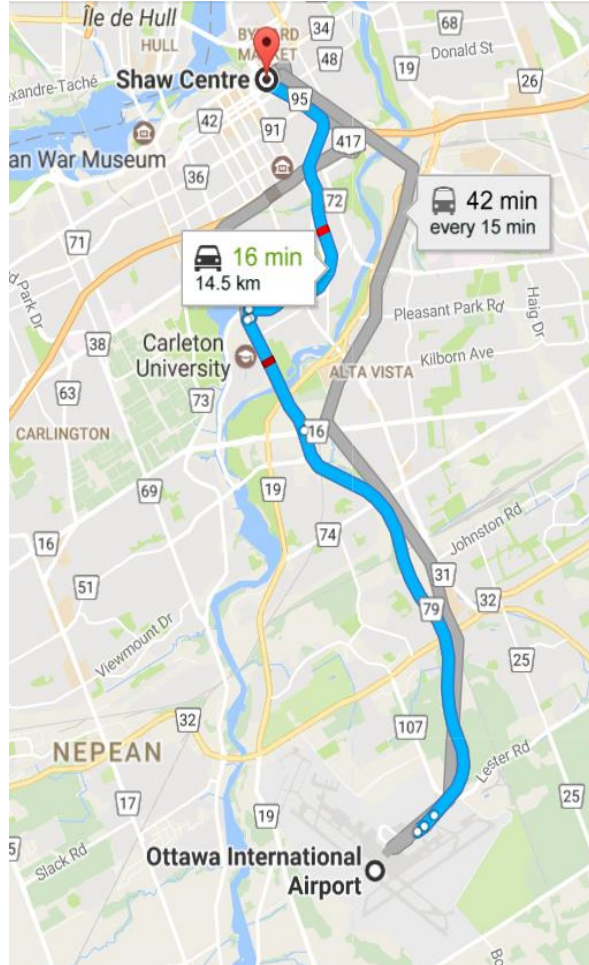 Île de Hull
HULL
BYWARD
MARKET
34
68
Donald St
48
19
26
exandre-Taché
Shaw Centre
95
42
91
417
an War Museum
36
72
42 min
every 15 min
71
16 min
14.5 km
d Park Dr
Pleasant Park Rd
Haig Dr
38
Carleton
University
Kilborn Ave
ALTA VISTA
63
73
CARLINGTON
16
69
19
16
74
Johnston Rd
51
31
32
79
Viewmount Dr
25
32
107
NEPEAN
Lester Rd
17
19
25
5
Slack Rd
Ottawa International
Airport